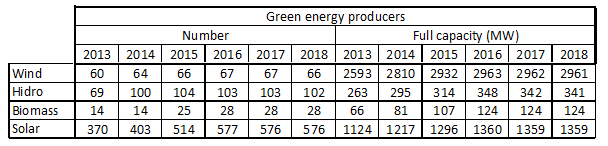 Green energy producers
Number Full capacity (MW)
2013 2014 2015 2016 2017 2018 2013 2014 2015 2016 2017 2018
Wind 60 64 66 67 67 66 2593 2810 2932 2963 2962 2961
Hidro 69 100 104 103 103 102 263 295 314 348 342 341
Biomass 14 14 25 28 28 28 66 81 107 124 124 124
Solar 370 403 514 577 576 576 1124 1217 1296 1360 1359 1359